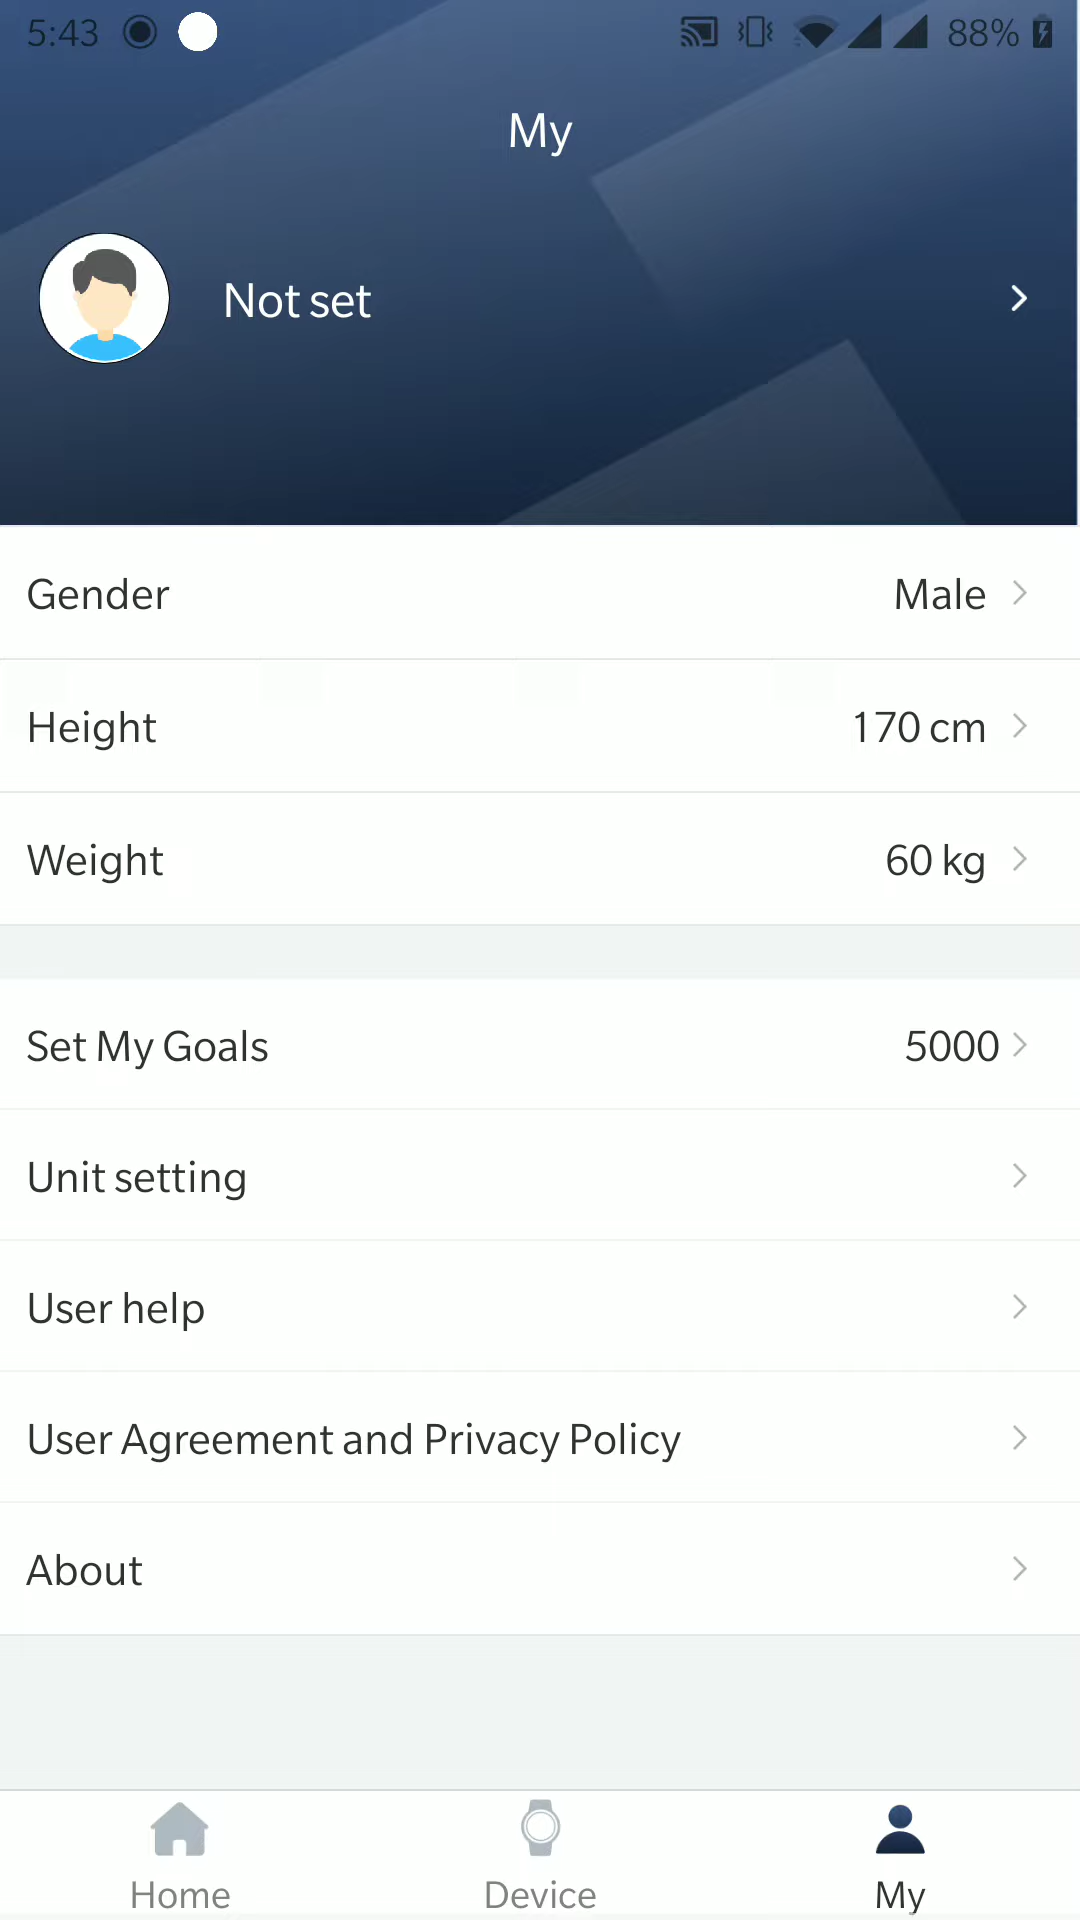 5:43 88%
My
Not set
Gender Male
Height 170 cm
Weight 60 kg
Set My Goals 5000
Unit setting
User help
User Agreement and Privacy Policy
About
Home Device My